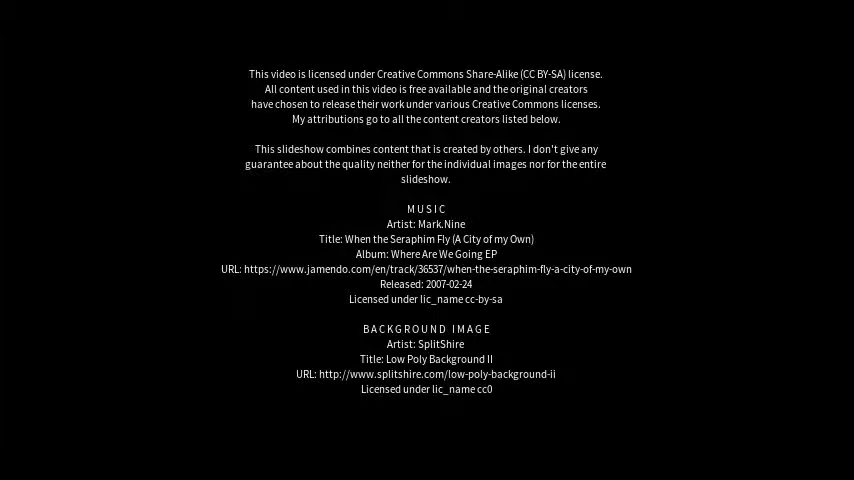 This video is licensed under Creative Commons Share-Alike (CC BY-SA) license.
All content used in this video is free available and the original creators
have chosen to release their work under various Creative Commons licenses.
My attributions go to all the content creators listed below.
This slideshow combines content that is created by others. I don't give any
guarantee about the quality neither for the individual images nor for the entire
slideshow.
MUSIC
Artist: Mark.Nine
Title: When the Seraphim Fly (A City of my Own)
Album: Where Are We Going EP
URL: https://www.jamendo.com/en/track/36537/when-the-seraphim-fly-a-city-of-my-own
Released: 2007-02-24
Licensed under lic_name cc-by-sa
BACKGROUND IMAGE
Artist: SplitShire
Title: Low Poly Background II
URL: http://www.splitshire.com/low-poly-background-ii
Licensed under lic_name cc0